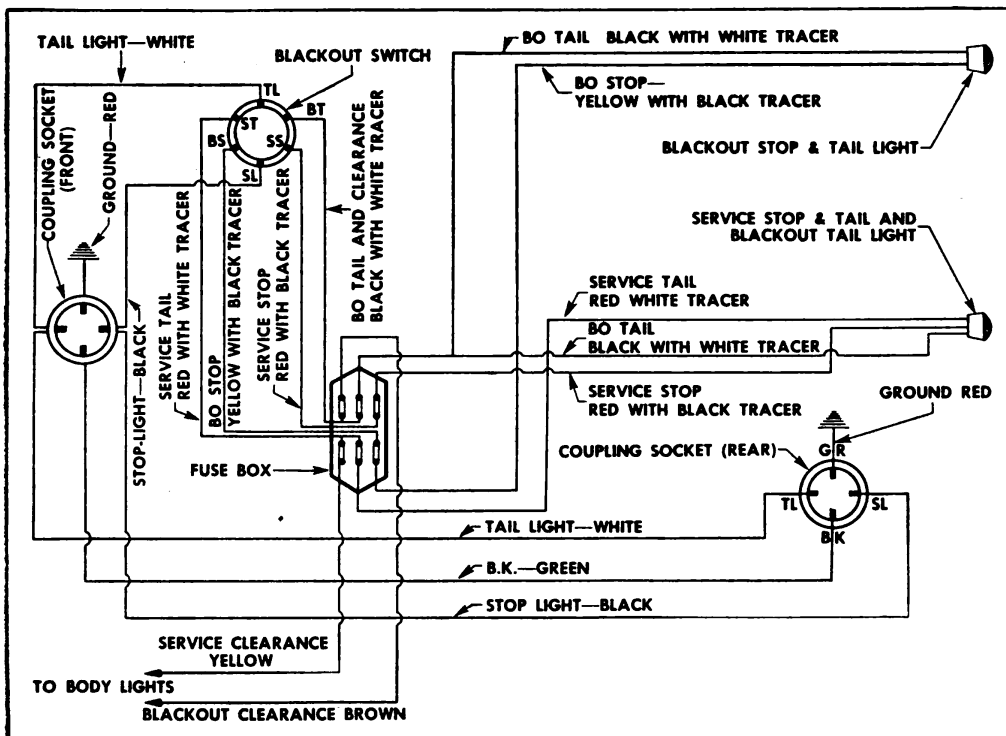 TAIL LIGHT—WHITE
BLACKOUT SWITCH
BO TAIL BLACK WITH WHITE TRACER
BO STOP—
YELLOW WITH BLACK TRACER
BLACKOUT STOP & TAIL LIGHT
COUPLING SOCKET
(FRONT)
GROUND—RED
TL
ST
BT
BS
SS
SL
BO TAIL AND CLEARANCE
BLACK WITH WHITE TRACER
SERVICE STOP & TAIL AND
BLACKOUT TAIL LIGHT
STOP-LIGHT—BLACK
SERVICE TAIL
RED WITH WHITE TRACER
BO STOP
YELLOW WITH BLACK TRACER
SERVICE STOP
RED WITH BLACK TRACER
SERVICE TAIL
RED WHITE TRACER
BO TAIL
BLACK WITH WHITE TRACER
SERVICE STOP
RED WITH BLACK TRACER
GROUND RED
FUSE BOX
COUPLING SOCKET (REAR)
GR
TL
SL
BK
TAIL LIGHT—WHITE
B.K.—GREEN
STOP LIGHT—BLACK
SERVICE CLEARANCE
YELLOW
TO BODY LIGHTS
BLACKOUT CLEARANCE BROWN